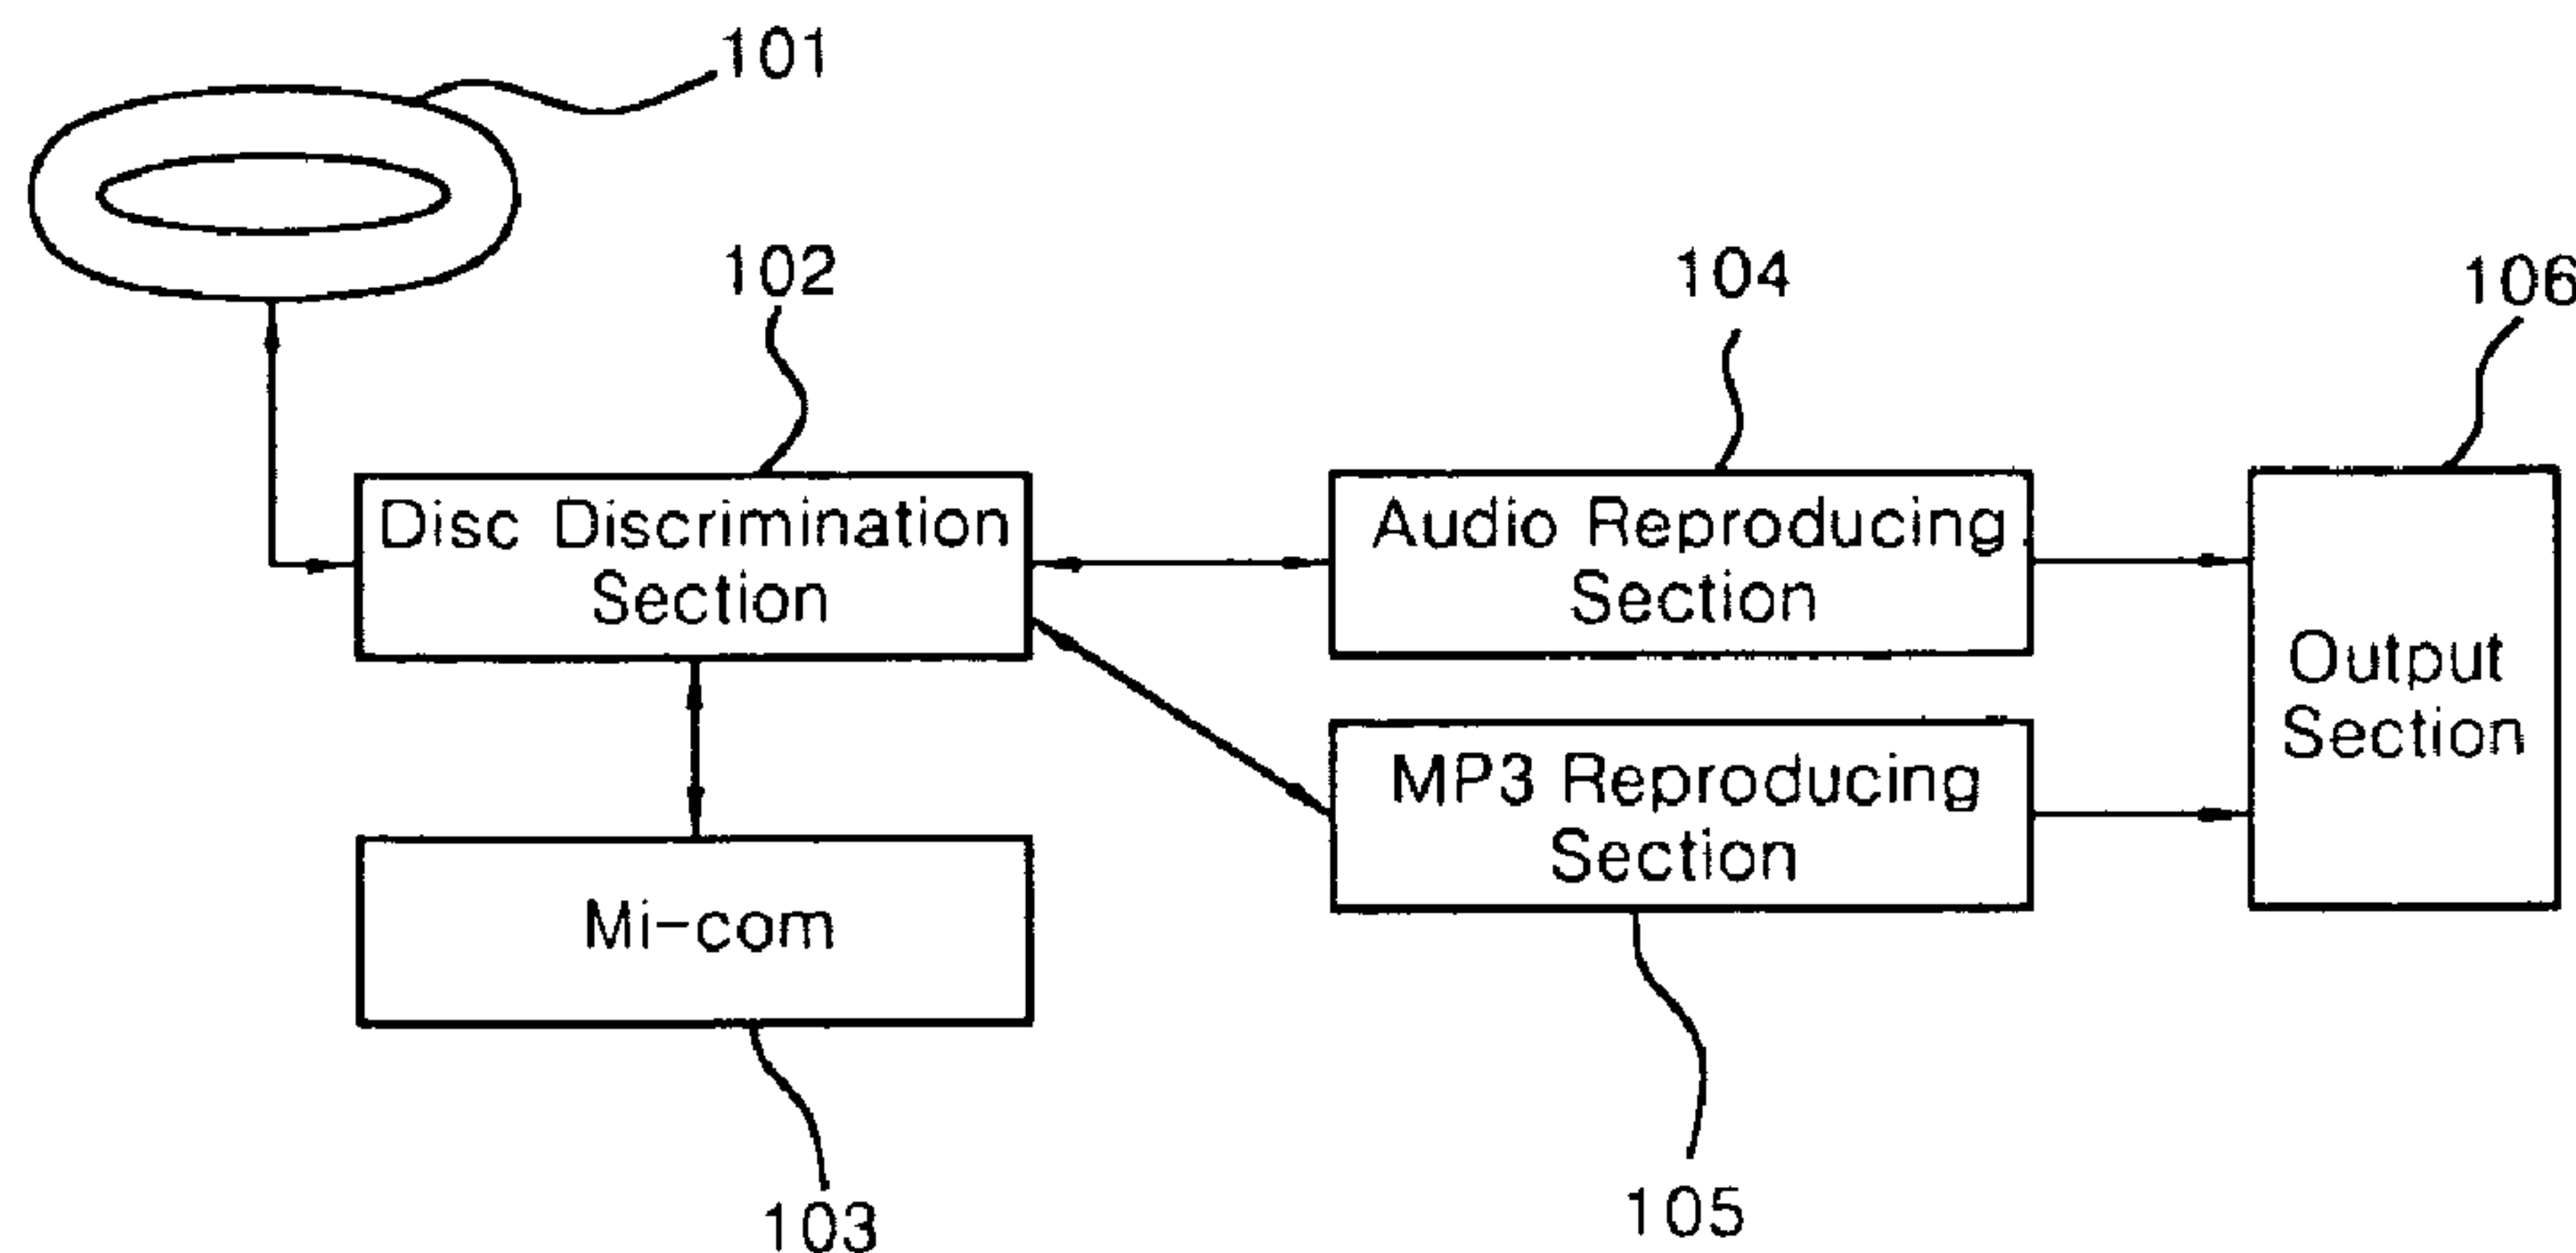 101
102
104
106
Disc Discrimination
Section
Audio Reproducing
Section
Output
Section
MP3 Reproducing
Section
Mi-com
103
105